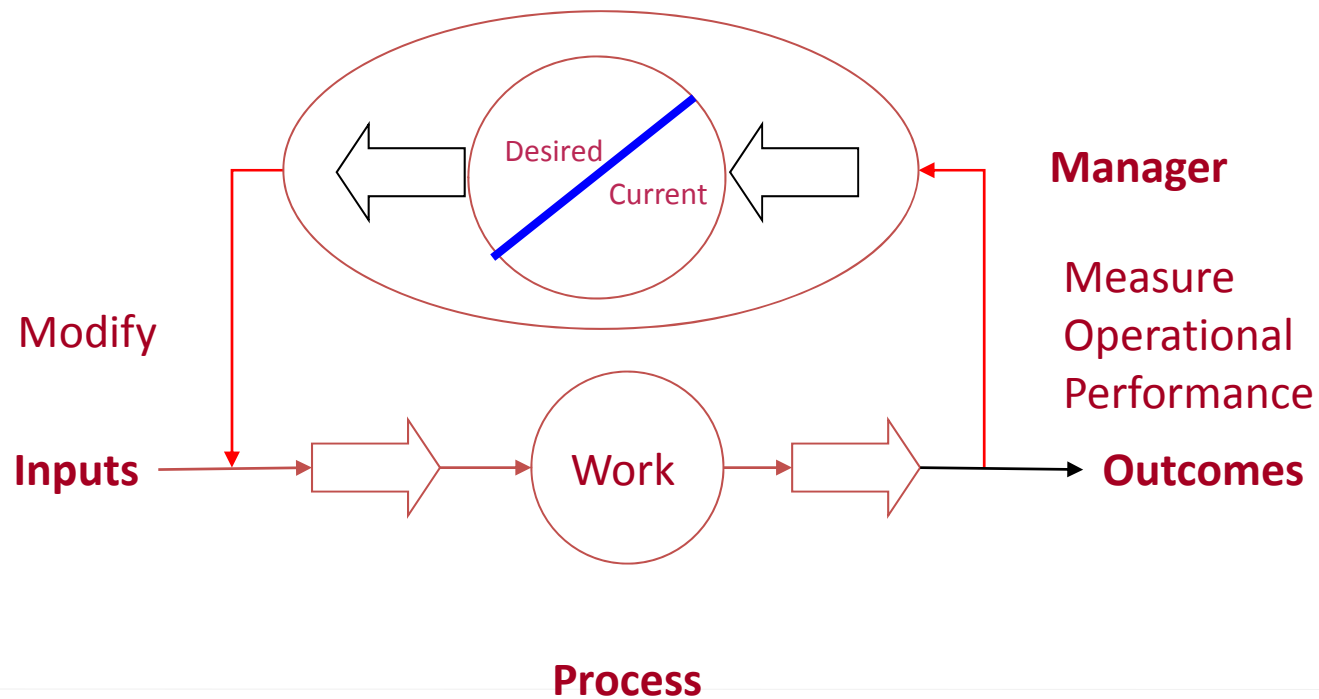 Desired
Current
Manager
Measure
Operational
Performance
Modify
Inputs
Work
Outcomes
Process